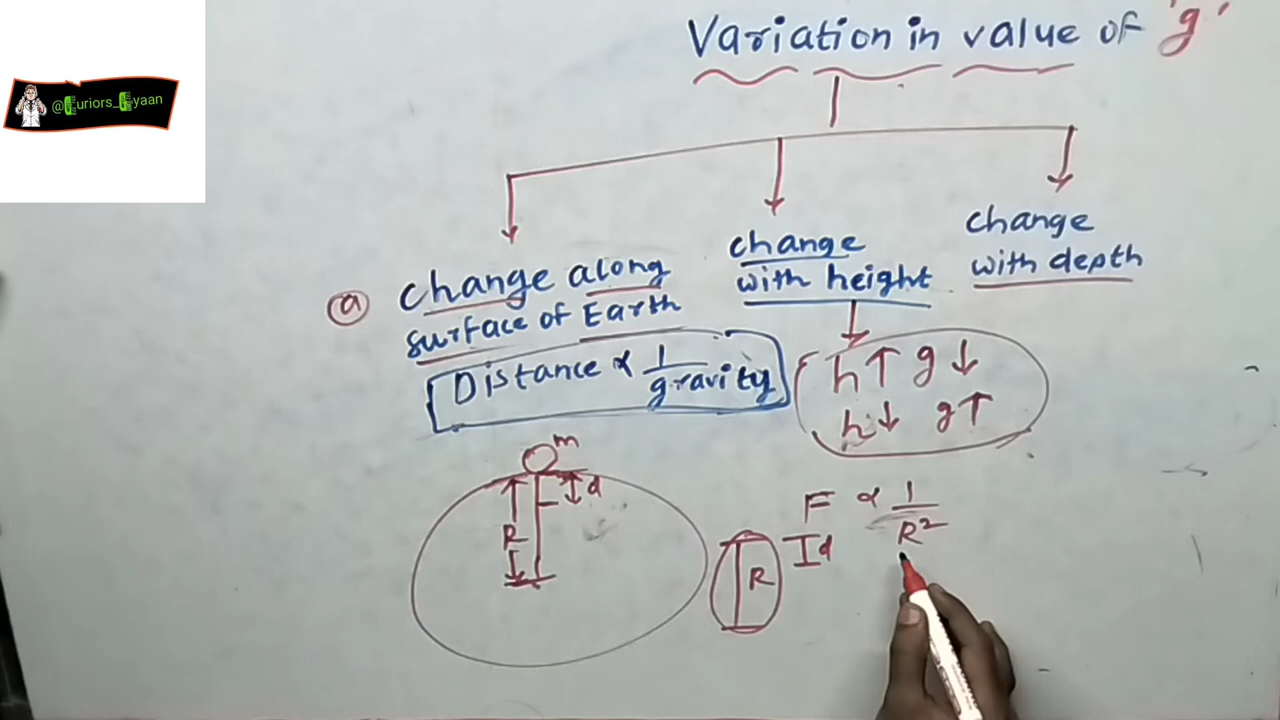 Variation in value of 'g'
@Curiors_Gyaan
(a) change along
surface of Earth
Distance ∝ 1/gravity
change
with height
h↑ g↓
h↓ g↑
change
with depth
m
d
R
F ∝ 1/R²
d
R